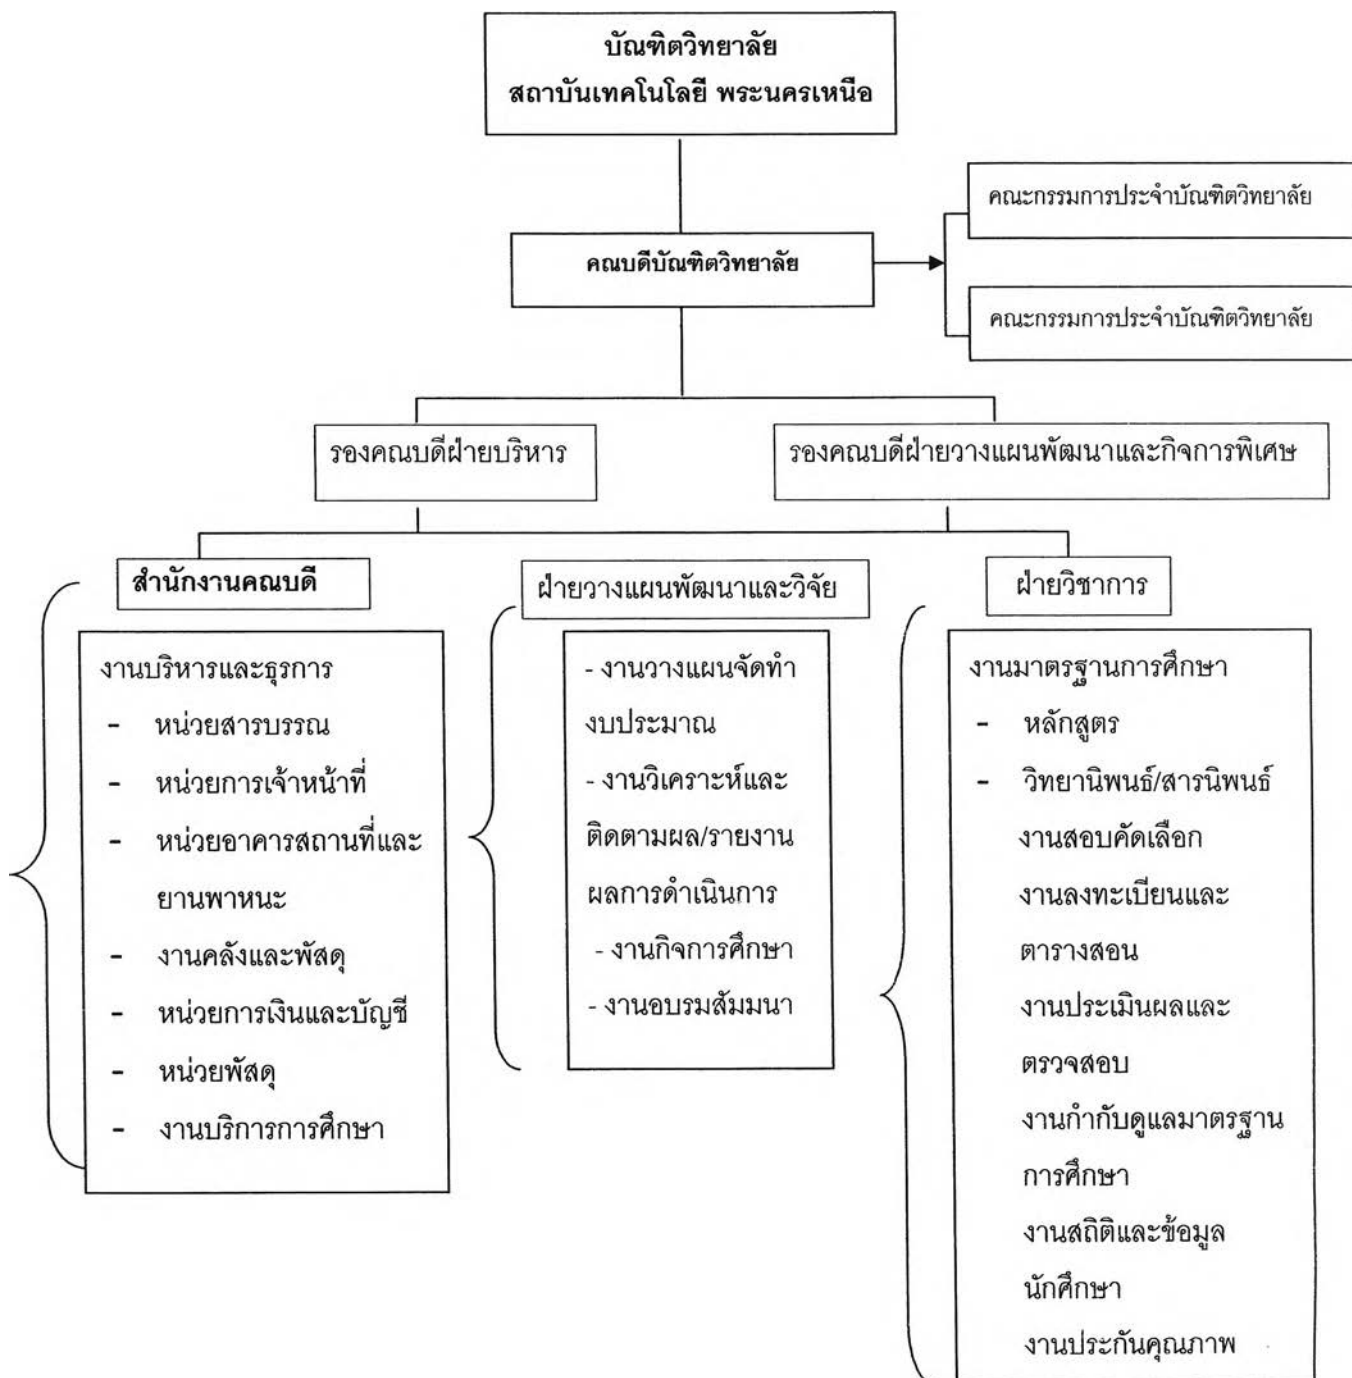 บัณฑิตวิทยาลัย
สถาบันเทคโนโลยี พระนครเหนือ
คณะกรรมการประจำบัณฑิตวิทยาลัย
คณบดีบัณฑิตวิทยาลัย
คณะกรรมการประจำบัณฑิตวิทยาลัย
รองคณบดีฝ่ายบริหาร
รองคณบดีฝ่ายวางแผนพัฒนาและกิจการพิเศษ
สำนักงานคณบดี
งานบริหารและธุรการ
- หน่วยสารบรรณ
- หน่วยการเจ้าหน้าที่
- หน่วยอาคารสถานที่และ
ยานพาหนะ
- งานคลังและพัสดุ
- หน่วยการเงินและบัญชี
- หน่วยพัสดุ
- งานบริการการศึกษา
ฝ่ายวางแผนพัฒนาและวิจัย
- งานวางแผนจัดทำ
งบประมาณ
- งานวิเคราะห์และ
ติดตามผล/รายงาน
ผลการดำเนินการ
- งานกิจการศึกษา
- งานอบรมสัมมนา
ฝ่ายวิชาการ
งานมาตรฐานการศึกษา
- หลักสูตร
- วิทยานิพนธ์/สารนิพนธ์
งานสอบคัดเลือก
งานลงทะเบียนและ
ตารางสอน
งานประเมินผลและ
ตรวจสอบ
งานกำกับดูแลมาตรฐาน
การศึกษา
งานสถิติและข้อมูล
นักศึกษา
งานประกันคุณภาพ